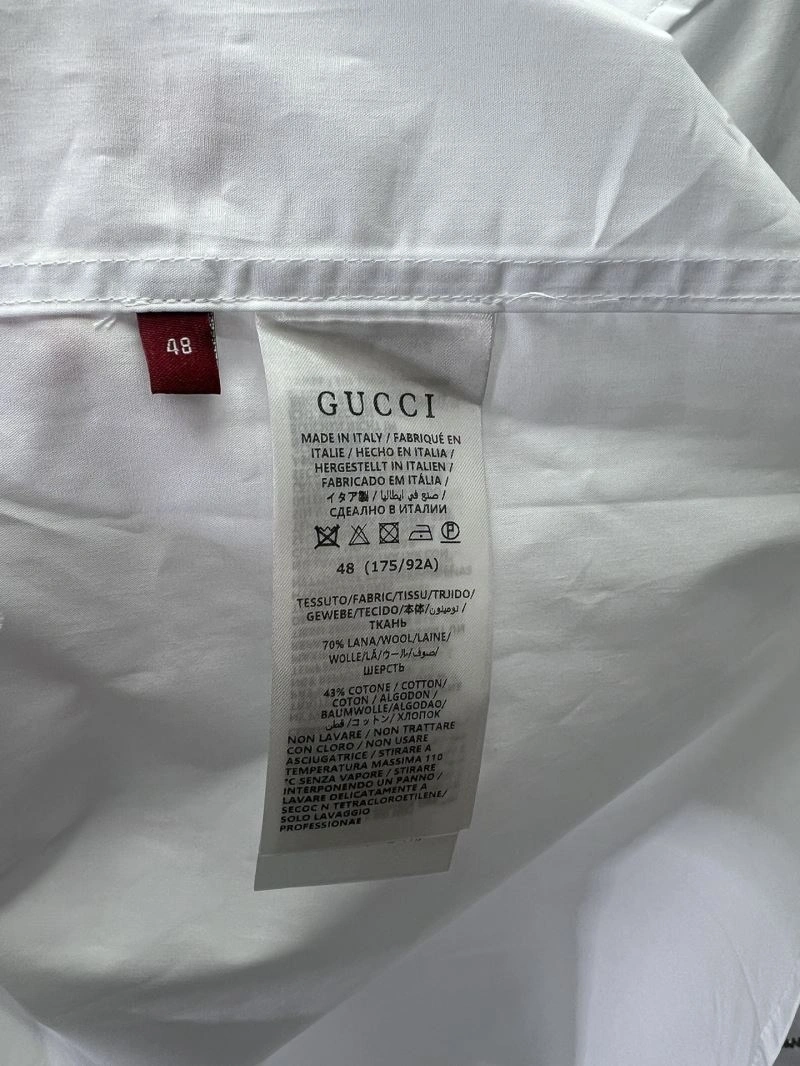 48
GUCCI
MADE IN ITALY / FABRIQUÉ EN
ITALIE / HECHO EN ITALIA /
HERGESTELLT IN ITALIEN /
FABRICADO EM ITÁLIA /
イタア製 / صنع في ايطاليا /
СДЕАLНО В ИТАЛИИ
48 (175/92A)
TESSUTO/FABRIC/TISSU/TRJIDO/
GEWEBE/TECIDO/本体/توميتون /
ТКАНЬ
70% LANA/WOOL/LAINE/
WOLLE/LÃ/ウール/صوف/
ШЕРСТЬ
43% COTONE / COTTON/
COTON / ALGODON /
BAUMWOLLE/ALGODAO/
قطن /コットン/ ХЛОПОК
NON LAVARE / NON TRATTARE
CON CLORO / NON USARE
ASCIUGATRICE / STIRARE A
TEMPERATURA MASSIMA 110
°C SENZA VAPORE / STIRARE
INTERPONENDO UN PANNO /
LAVARE DELICATAMENTE A
SECOC N TETRACLOROETILENE/
SOLO LAVAGGIO
PROFESSIONAE